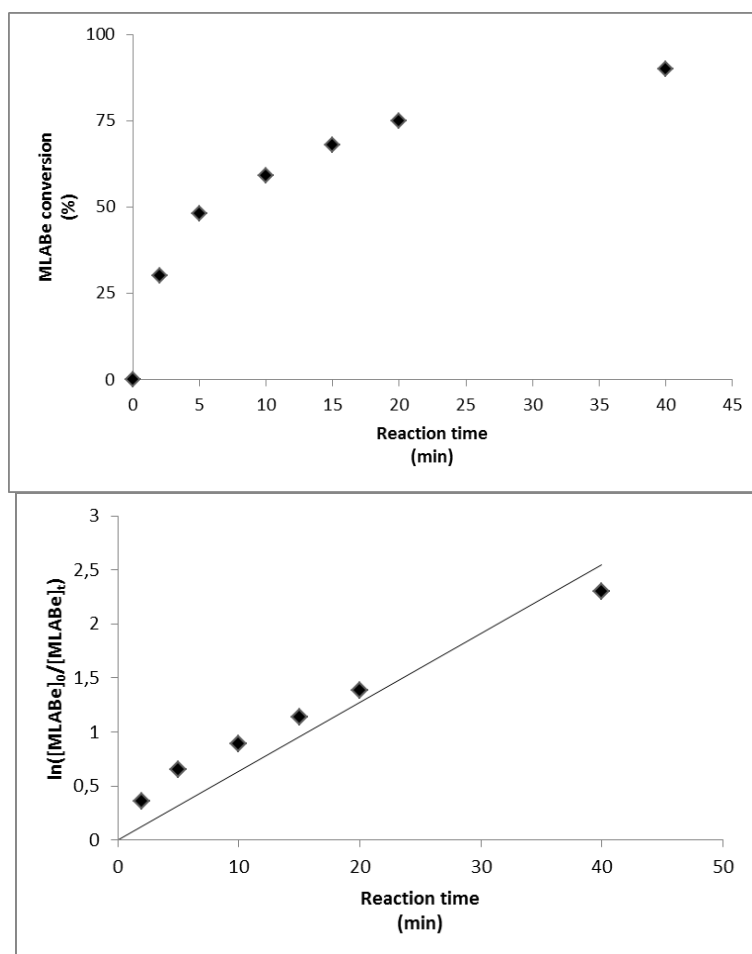 100
75
50
25
0
MLABe conversion
(%)
0 5 10 15 20 25 30 35 40 45
Reaction time
(min)
3
2,5
2
1,5
1
0,5
0
ln([MLABe]₀/[MLABe]ₜ)
0 10 20 30 40 50
Reaction time
(min)